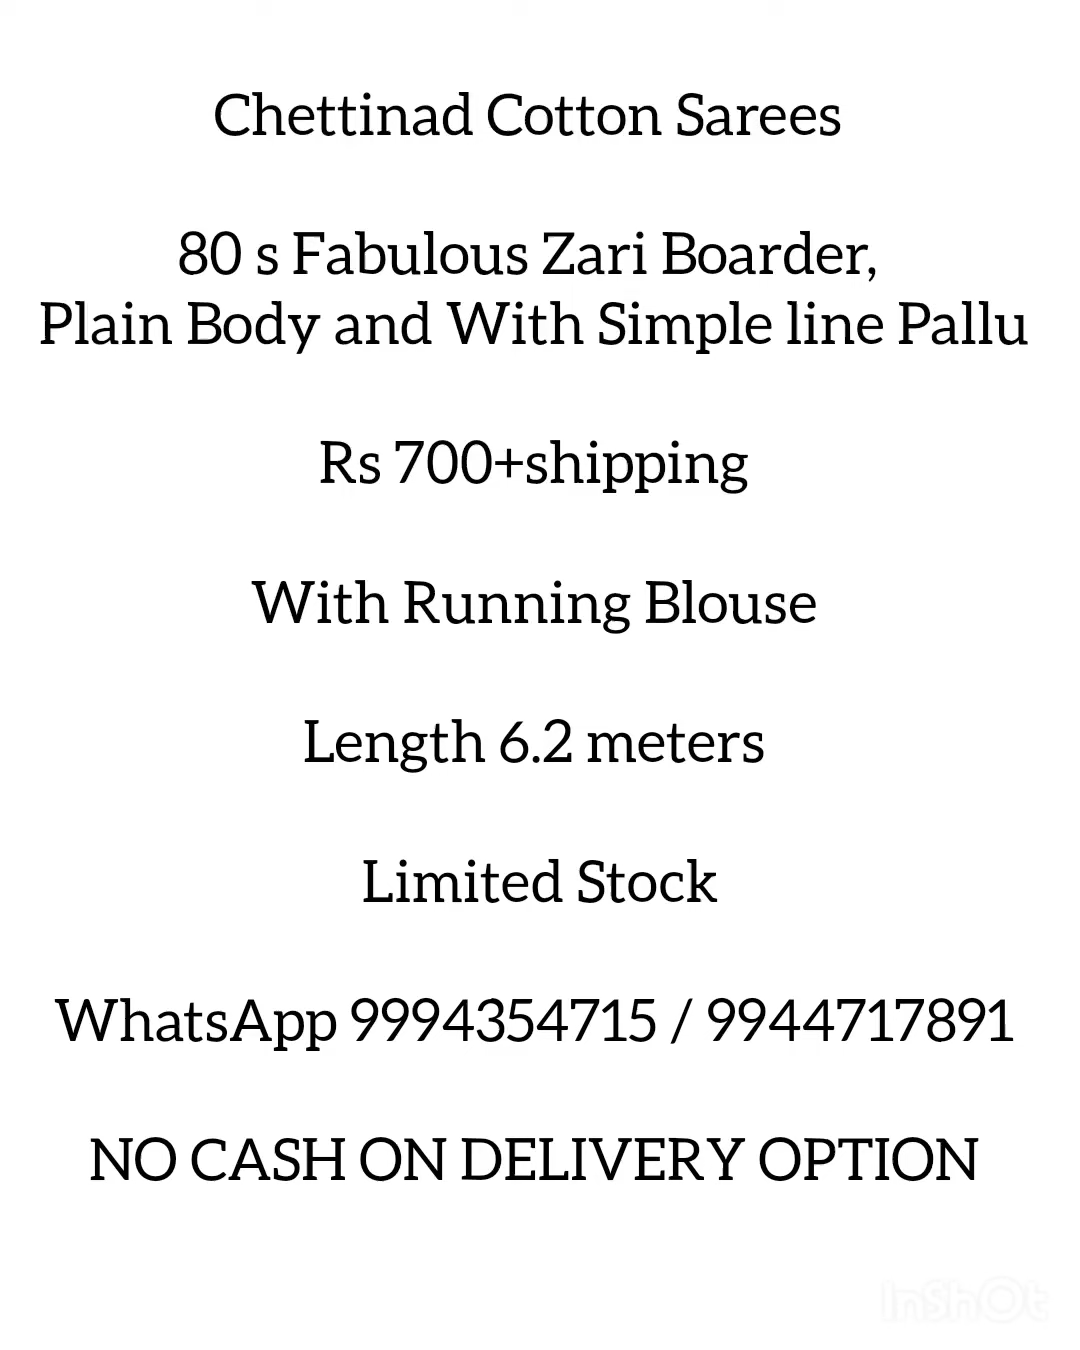 Chettinad Cotton Sarees
80 s Fabulous Zari Boarder,
Plain Body and With Simple line Pallu
Rs 700+shipping
With Running Blouse
Length 6.2 meters
Limited Stock
WhatsApp 9994354715 / 9944717891
NO CASH ON DELIVERY OPTION
InShOt